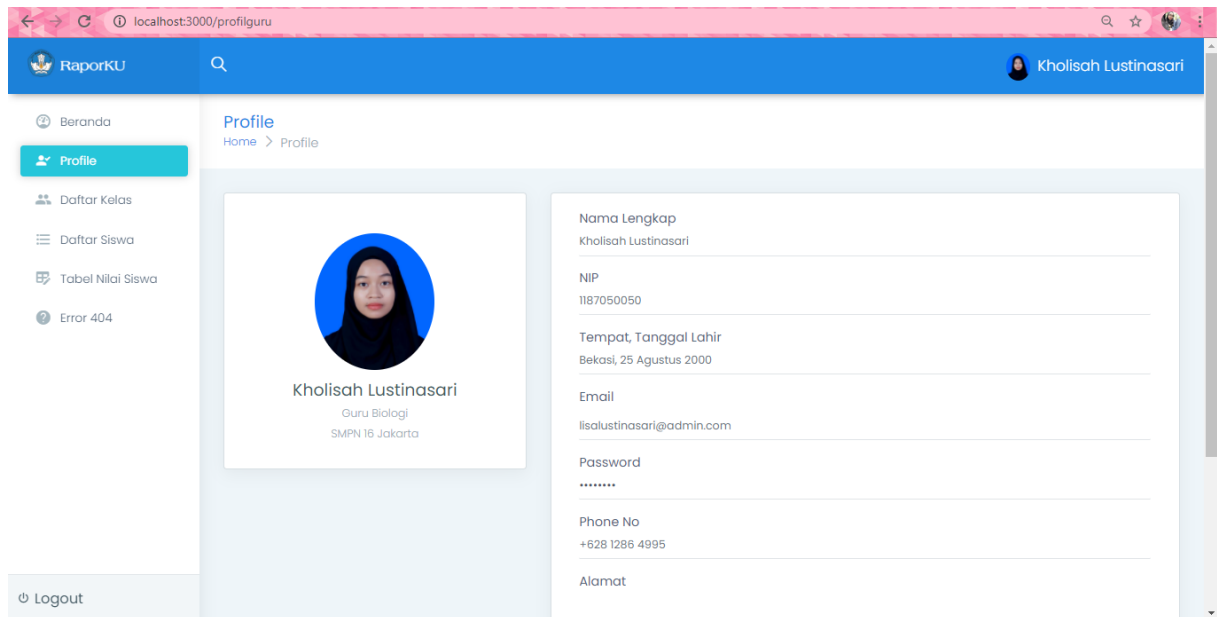 localhost:3000/profilguru
RaporKU
Kholisah Lustinasari
Beranda
Profile
Daftar Kelas
Daftar Siswa
Tabel Nilai Siswa
Error 404
Logout
Profile
Home > Profile
Kholisah Lustinasari
Guru Biologi
SMPN 16 Jakarta
Nama Lengkap
Kholisah Lustinasari
NIP
1187050050
Tempat, Tanggal Lahir
Bekasi, 25 Agustus 2000
Email
lisalustinasari@admin.com
Password
••••••••
Phone No
+628 1286 4995
Alamat